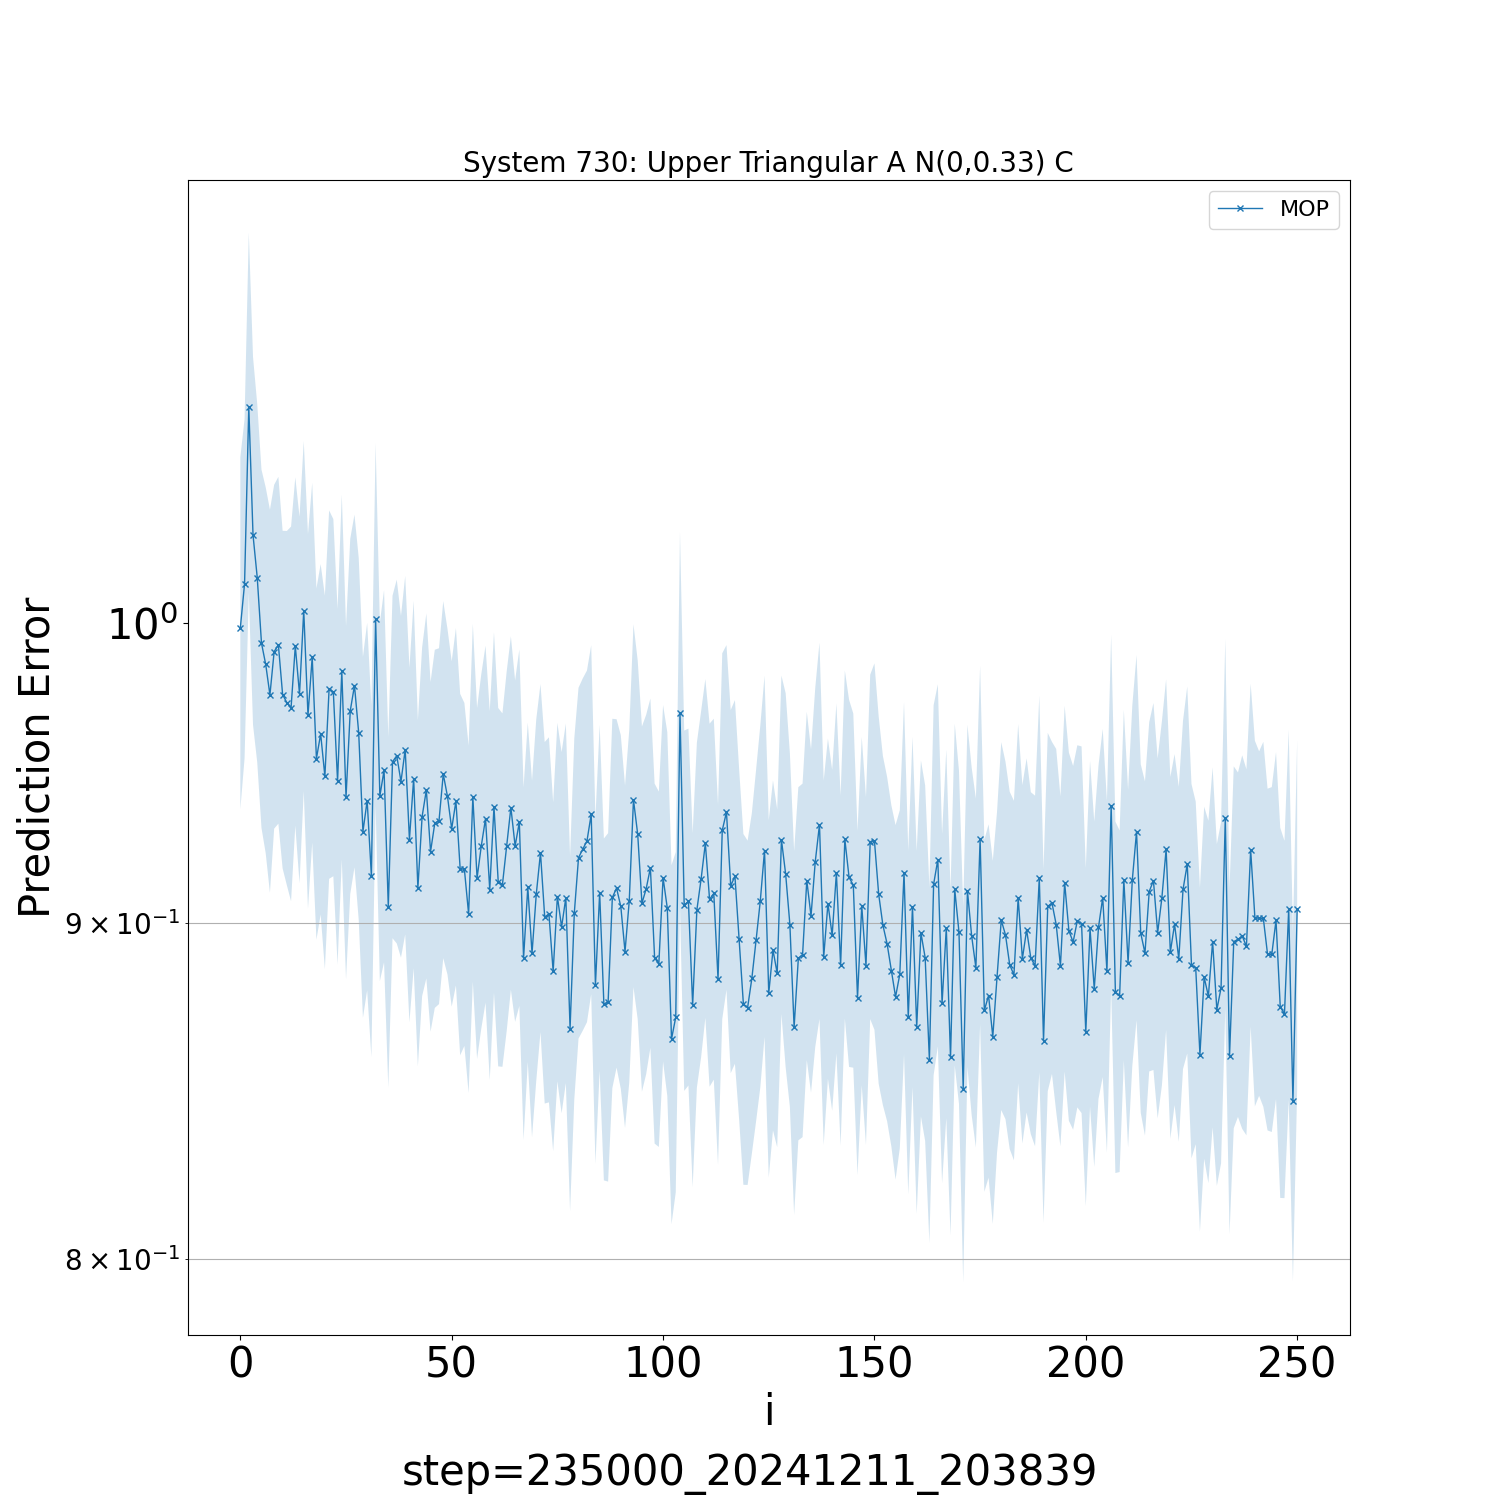 System 730: Upper Triangular A N(0,0.33) C
MOP
Prediction Error
10⁰
9 × 10⁻¹
8 × 10⁻¹
0 50 100 150 200 250
i
step=235000_20241211_203839